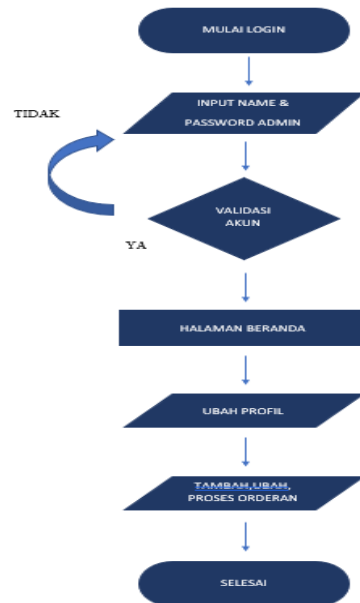 MULAI LOGIN
INPUT NAME &
PASSWORD ADMIN
TIDAK
VALIDASI
AKUN
YA
HALAMAN BERANDA
UBAH PROFIL
TAMBAH,UBAH,
PROSES ORDERAN
SELESAI